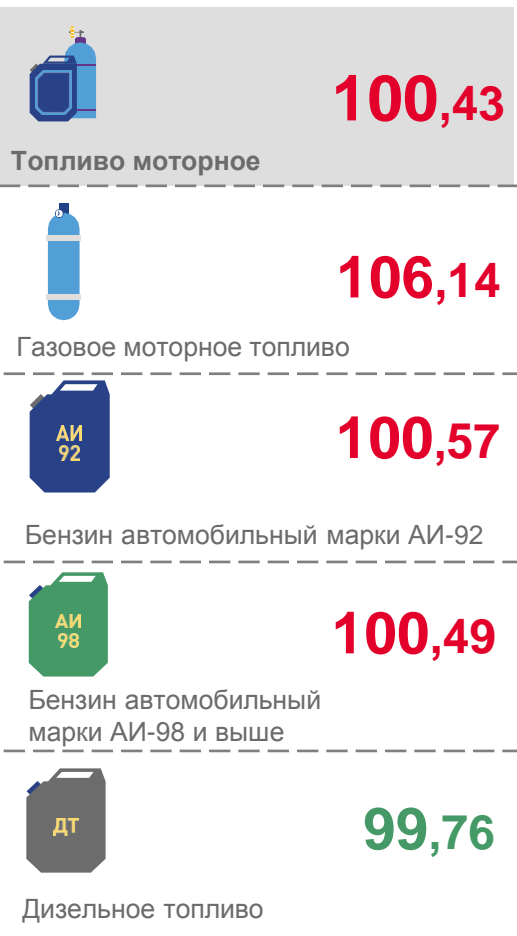 100,43
Топливо моторное
106,14
Газовое моторное топливо
АИ
92
100,57
Бензин автомобильный марки АИ-92
АИ
98
100,49
Бензин автомобильный
марки АИ-98 и выше
ДТ
99,76
Дизельное топливо